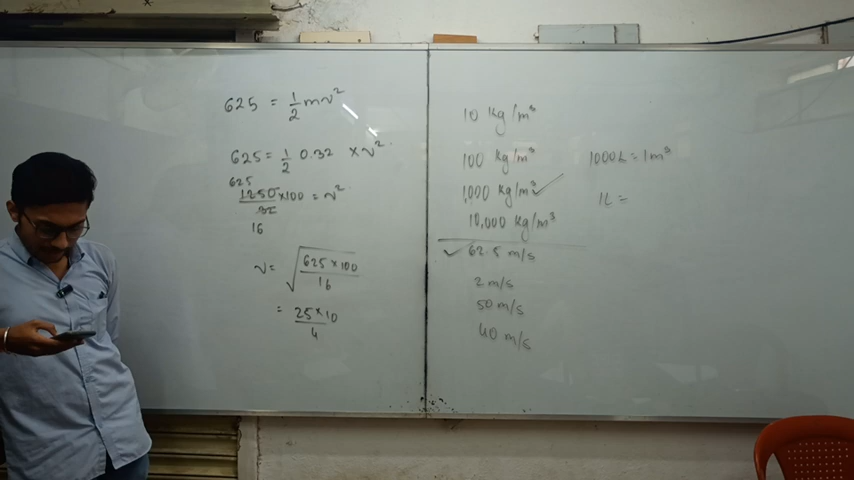 625 = 1/2 mv²
625 = 1/2 0.32 × v²
625
1250/32 × 100 = v²
16
v = √(625 × 100/16)
= 25 × 10/4
10 kg/m³
100 kg/m³
1000 kg/m³ ✓
10,000 kg/m³
✓ 62.5 m/s
2 m/s
50 m/s
40 m/s
1000L = 1m³
1L =